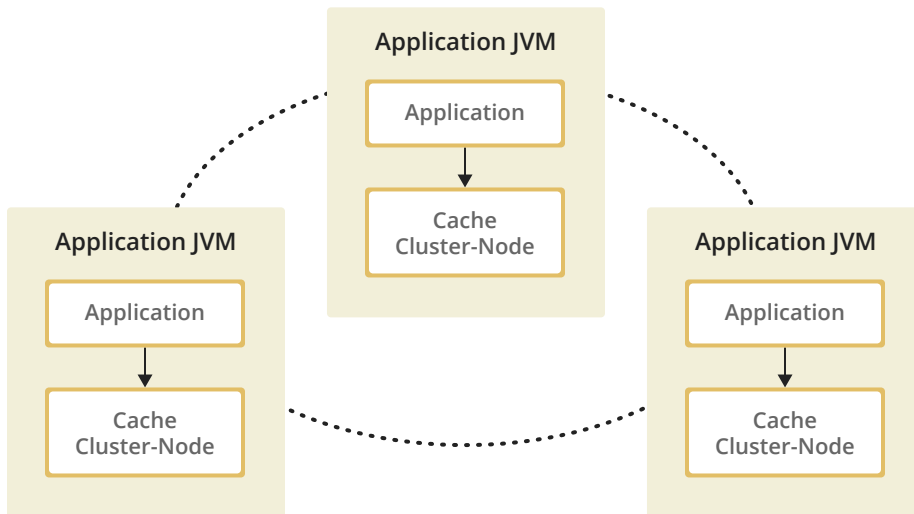 Application JVM
Application
Cache
Cluster-Node
Application JVM
Application
Cache
Cluster-Node
Application JVM
Application
Cache
Cluster-Node